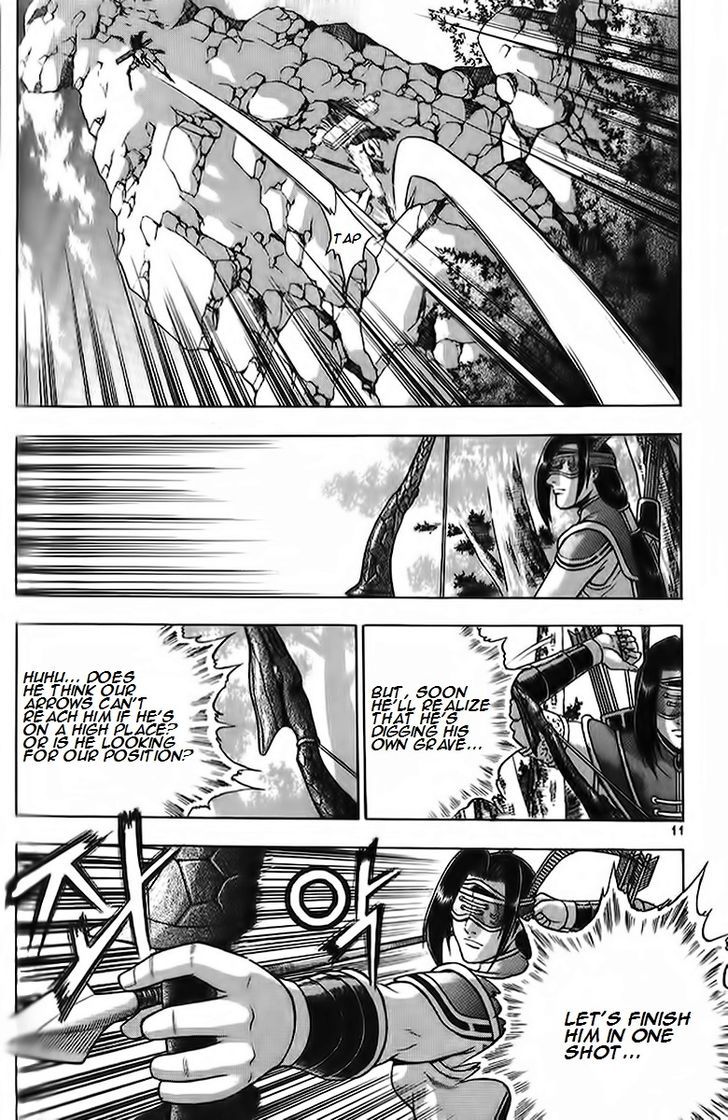 TAP
HUHU... DOES
HE THINK OUR
ARROWS CAN'T
REACH HIM IF HE'S
ON A HIGH PLACE?
OR IS HE LOOKING
FOR OUR POSITION?
BUT, SOON
HE'LL REALIZE
THAT HE'S
DIGGING HIS
OWN GRAVE...
11
LET'S FINISH
HIM IN ONE
SHOT...